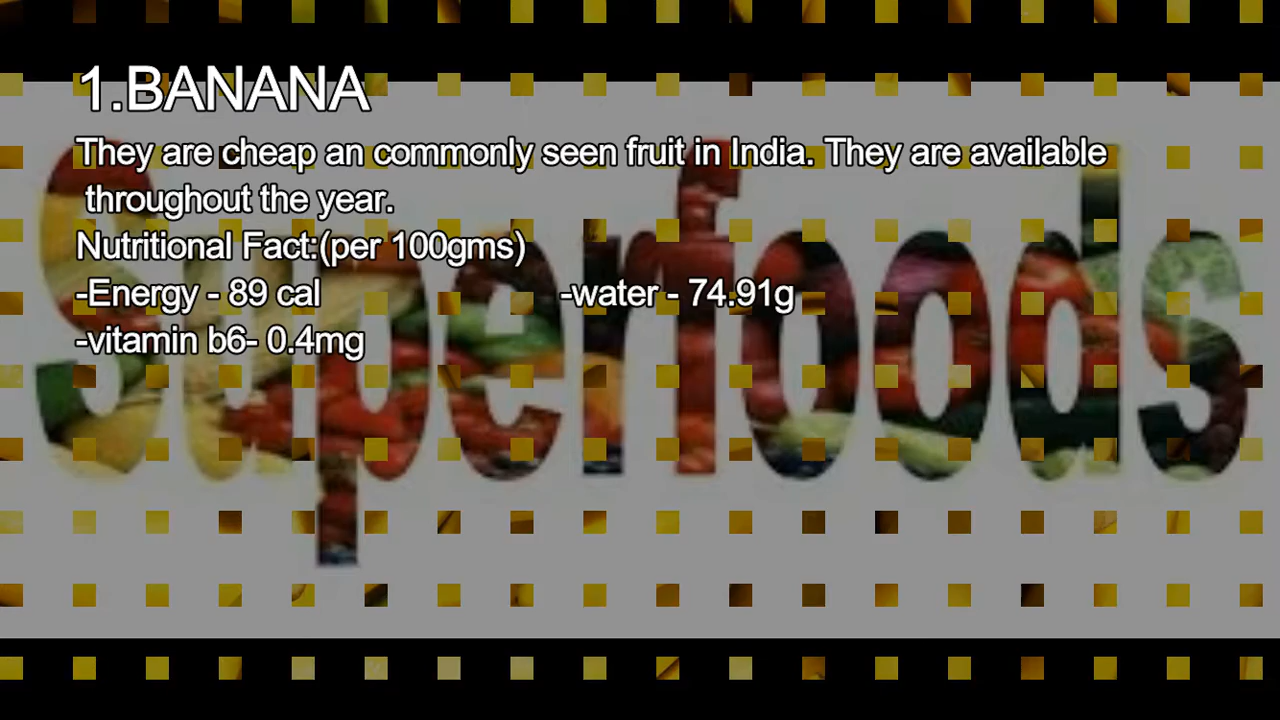 1.BANANA
They are cheap an commonly seen fruit in India. They are available
throughout the year.
Nutritional Fact:(per 100gms)
-Energy - 89 cal -water - 74.91g
-vitamin b6- 0.4mg
Superfoods